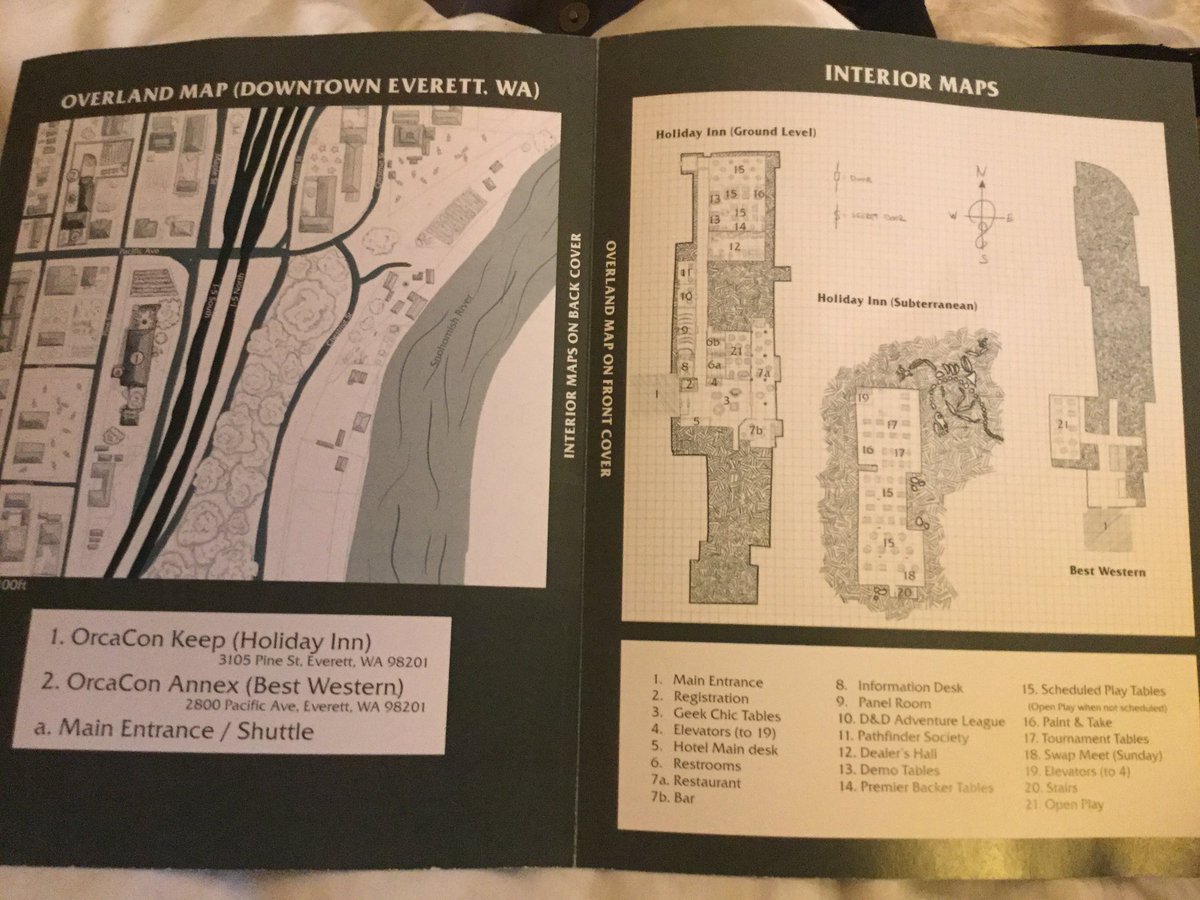 OVERLAND MAP (DOWNTOWN EVERETT, WA)
Pacific Ave
I-5 South
I-5 North
Snohomish River
00ft
1. OrcaCon Keep (Holiday Inn)
3105 Pine St, Everett, WA 98201
2. OrcaCon Annex (Best Western)
2800 Pacific Ave, Everett, WA 98201
a. Main Entrance / Shuttle
INTERIOR MAPS ON BACK COVER
OVERLAND MAP ON FRONT COVER
INTERIOR MAPS
Holiday Inn (Ground Level)
15
13 15 16
13 15
14
12
11
10
9
6b 21
8 6a 7a
2 4
1 3
5 7b
= DOOR
= SECRET DOOR
N
W E
S
Holiday Inn (Subterranean)
19
17
16 17
15
15
18
20
21
1
Best Western
1. Main Entrance
2. Registration
3. Geek Chic Tables
4. Elevators (to 19)
5. Hotel Main desk
6. Restrooms
7a. Restaurant
7b. Bar
8. Information Desk
9. Panel Room
10. D&D Adventure League
11. Pathfinder Society
12. Dealer's Hall
13. Demo Tables
14. Premier Backer Tables
15. Scheduled Play Tables
(Open Play when not scheduled)
16. Paint & Take
17. Tournament Tables
18. Swap Meet (Sunday)
19. Elevators (to 4)
20. Stairs
21. Open Play